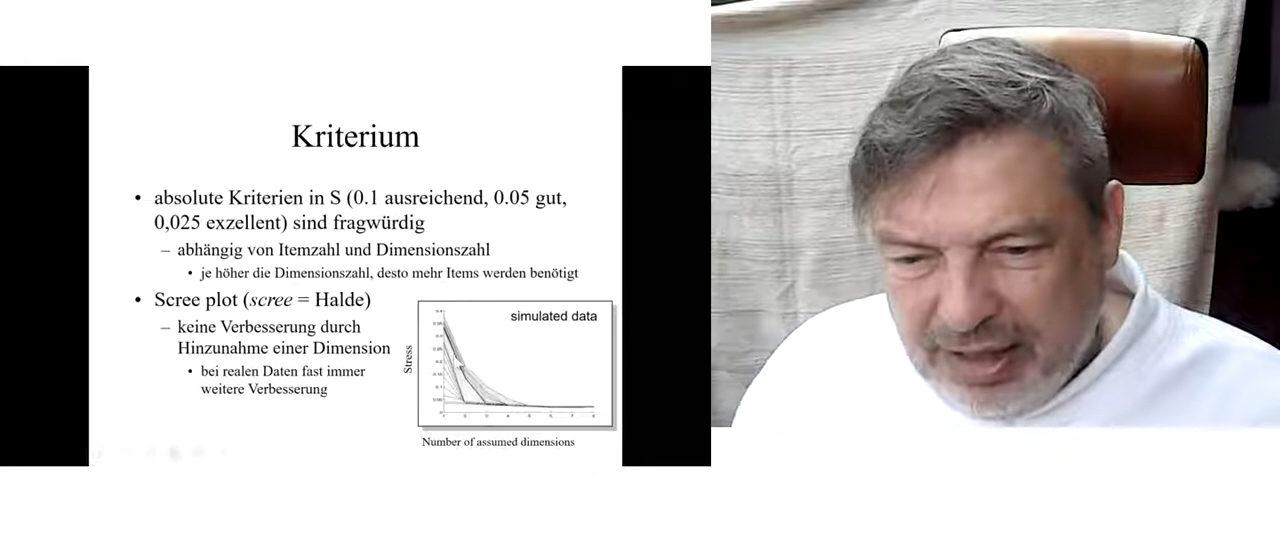 Kriterium
• absolute Kriterien in S (0.1 ausreichend, 0.05 gut,
0,025 exzellent) sind fragwürdig
– abhängig von Itemzahl und Dimensionszahl
• je höher die Dimensionszahl, desto mehr Items werden benötigt
• Scree plot (scree = Halde)
– keine Verbesserung durch
Hinzunahme einer Dimension
• bei realen Daten fast immer
weitere Verbesserung
simulated data
Stress
Number of assumed dimensions